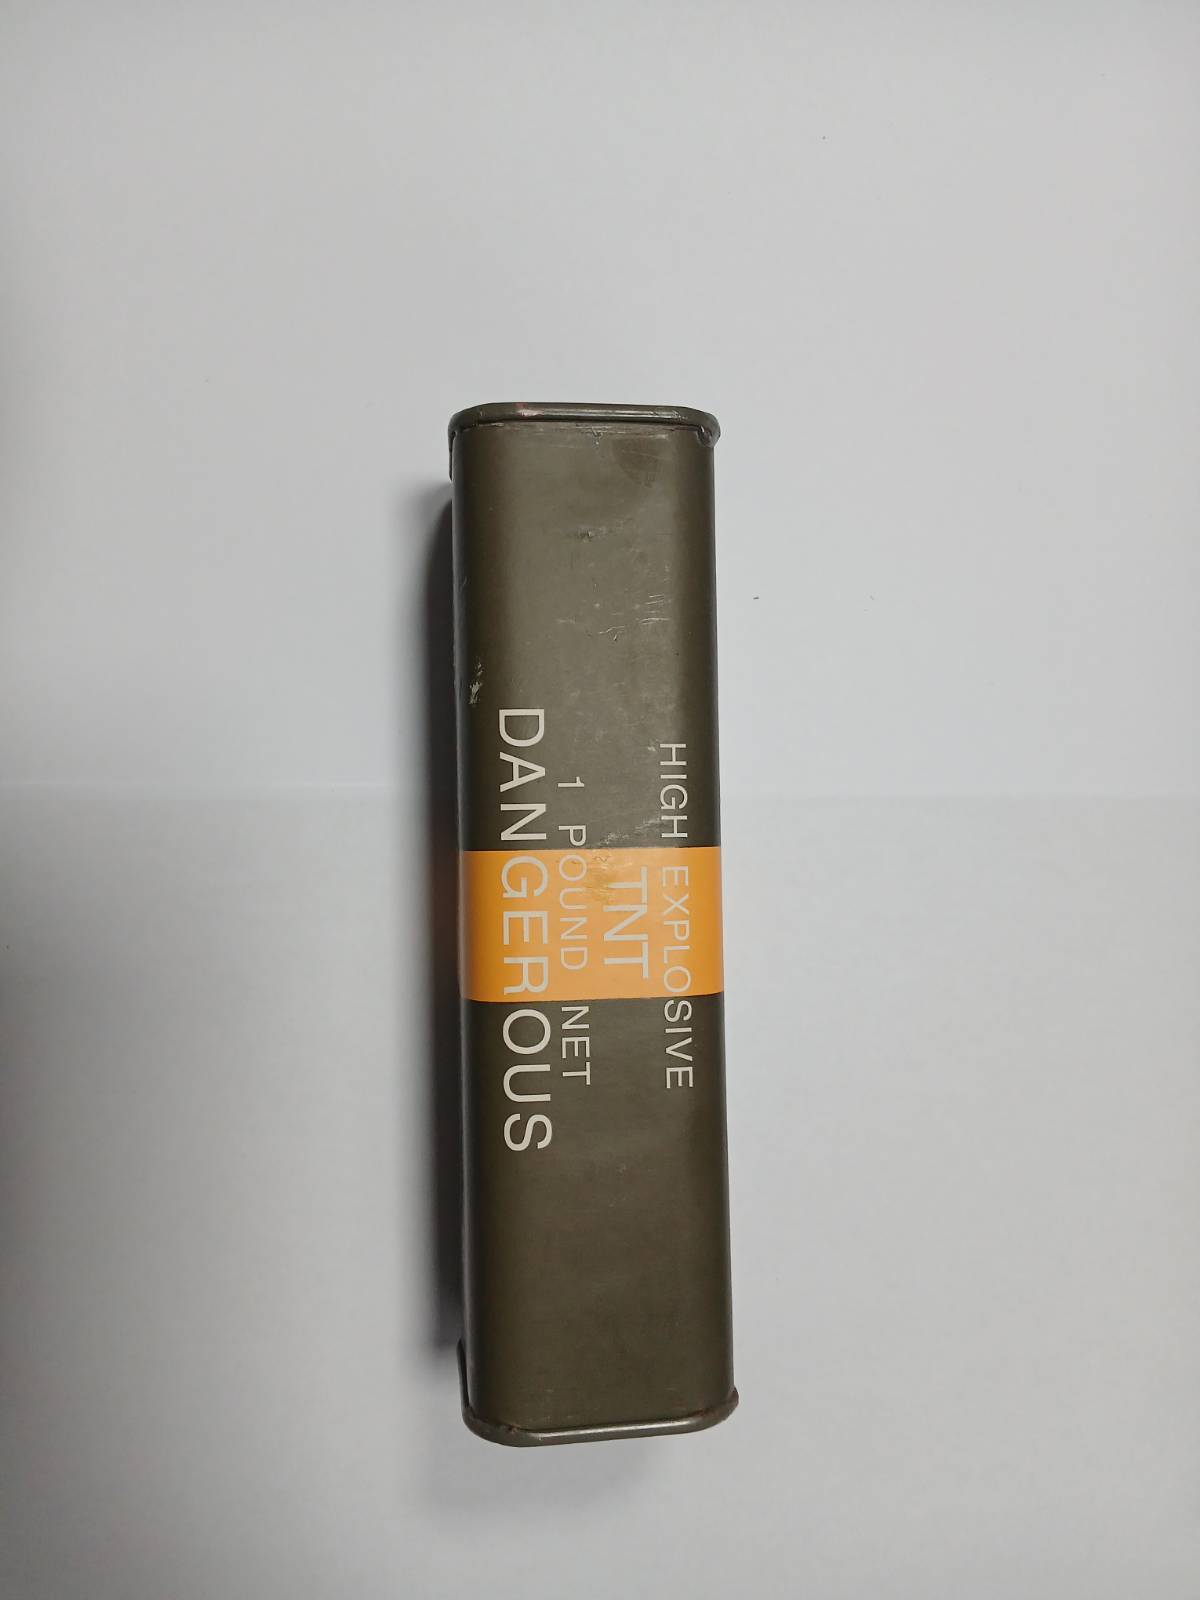 HIGH EXPLOSIVE
TNT
1 POUND NET
DANGEROUS